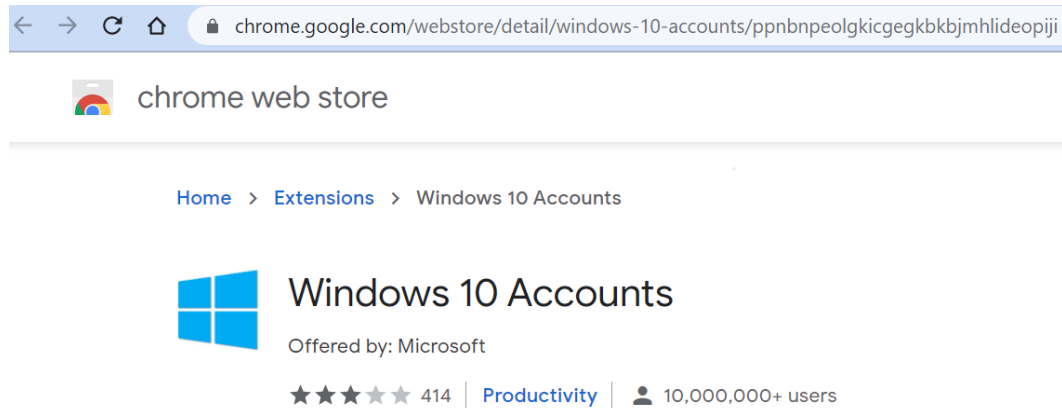 chrome.google.com/webstore/detail/windows-10-accounts/ppnbnpeolgkicgegkbkbjmhlideopiji
chrome web store
Home > Extensions > Windows 10 Accounts
Windows 10 Accounts
Offered by: Microsoft
★★★★★ 414 | Productivity | 10,000,000+ users